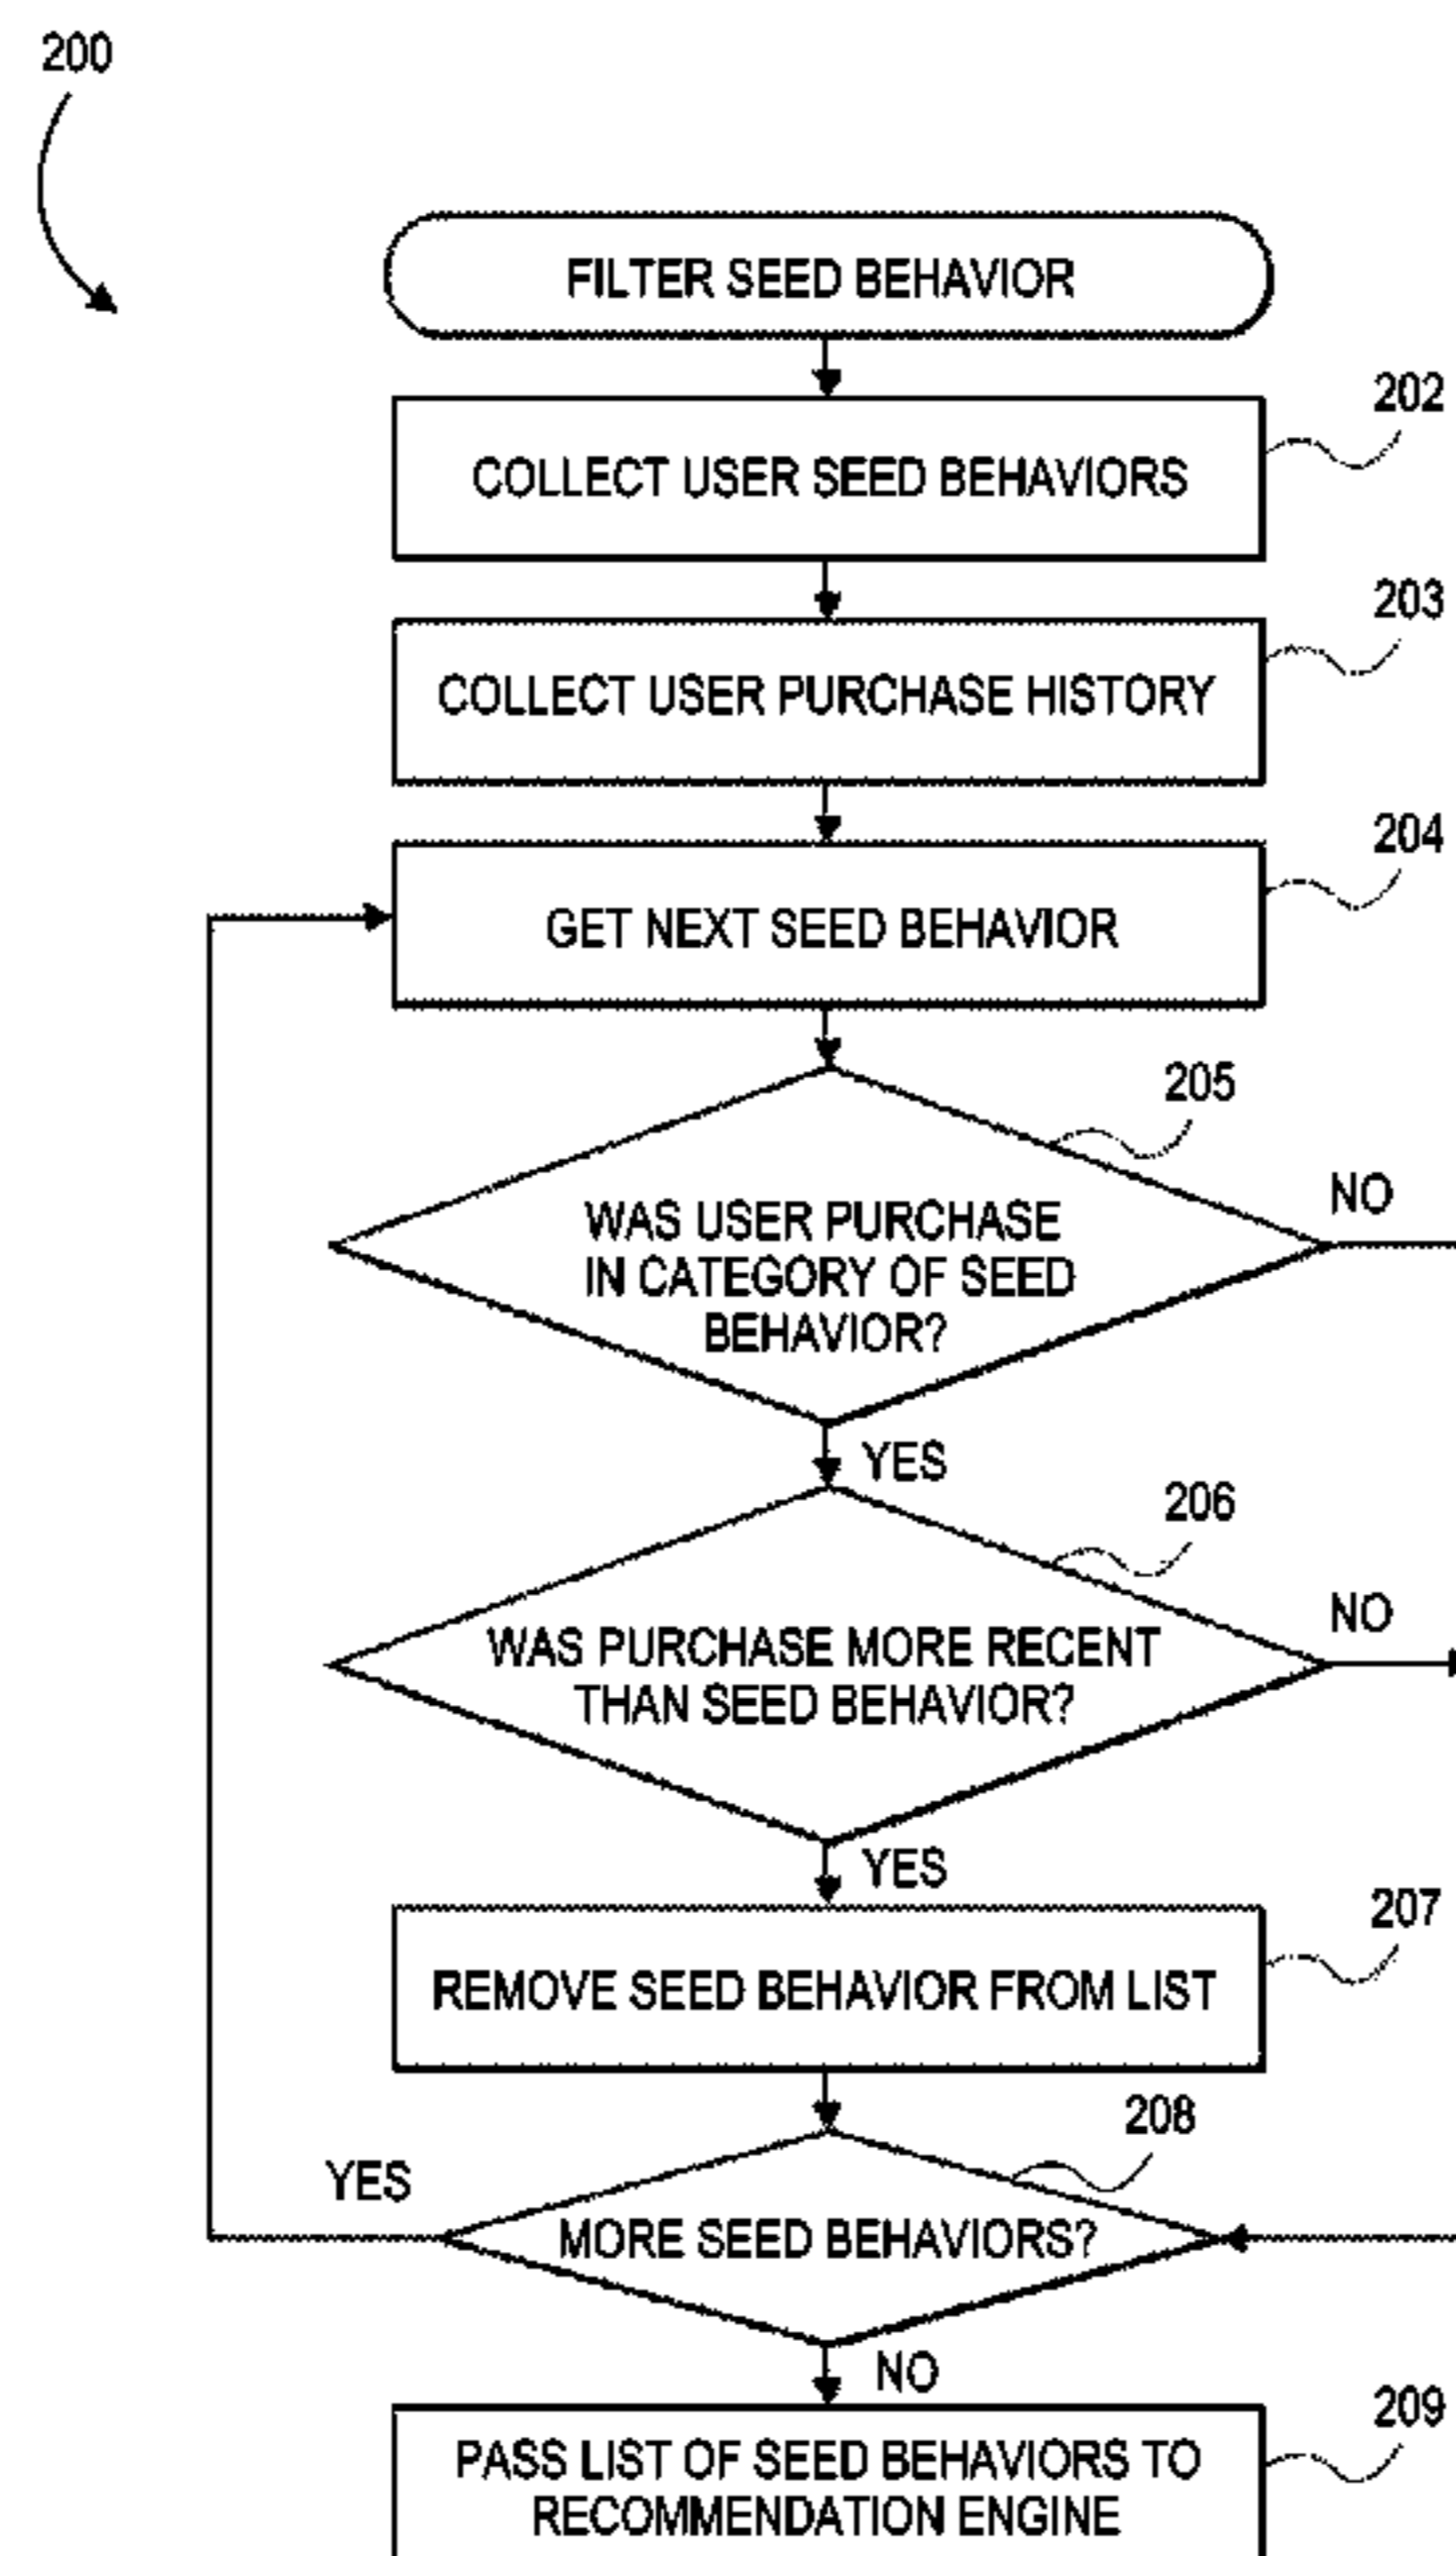 200
FILTER SEED BEHAVIOR
202
COLLECT USER SEED BEHAVIORS
203
COLLECT USER PURCHASE HISTORY
204
GET NEXT SEED BEHAVIOR
205
NO
WAS USER PURCHASE
IN CATEGORY OF SEED
BEHAVIOR?
YES
206
NO
WAS PURCHASE MORE RECENT
THAN SEED BEHAVIOR?
YES
207
REMOVE SEED BEHAVIOR FROM LIST
208
YES
MORE SEED BEHAVIORS?
NO
209
PASS LIST OF SEED BEHAVIORS TO
RECOMMENDATION ENGINE